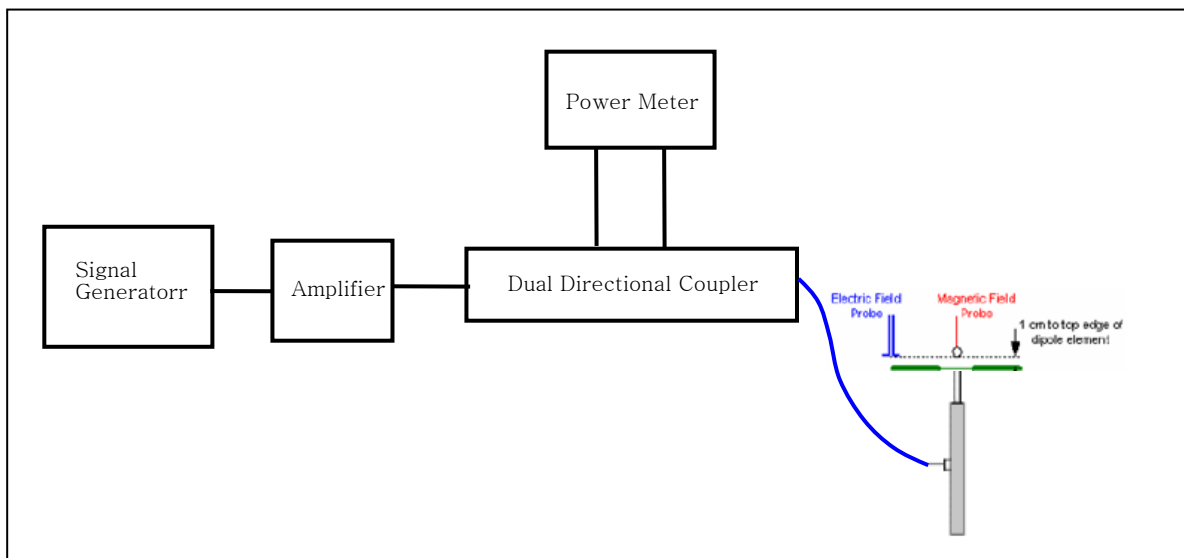 Power Meter
Signal
Generatorr
Amplifier
Dual Directional Coupler
Electric Field
Probe
Magnetic Field
Probe
1 cm to top edge of
dipole element